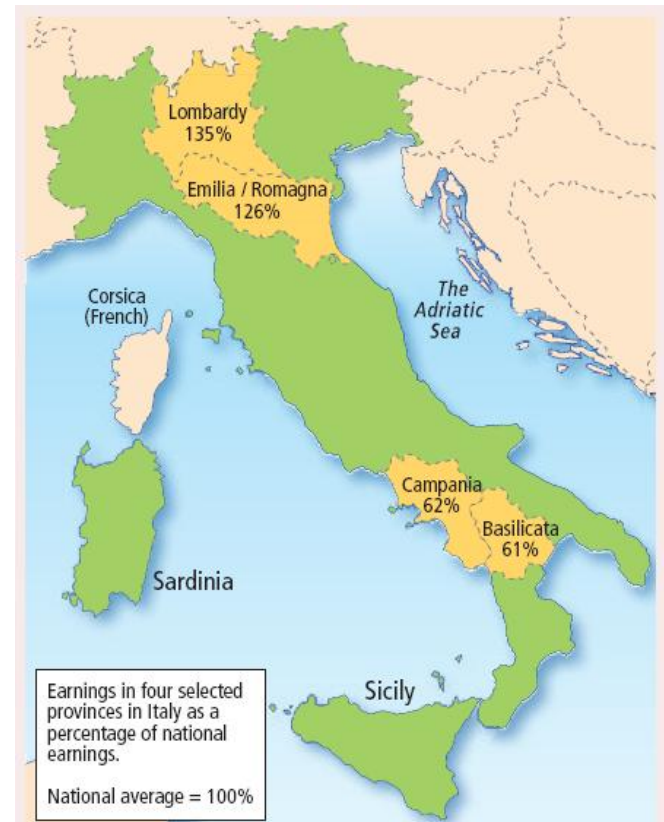 Lombardy
135%
Emilia / Romagna
126%
Corsica
(French)
The
Adriatic
Sea
Campania
62%
Basilicata
61%
Sardinia
Sicily
Earnings in four selected
provinces in Italy as a
percentage of national
earnings.
National average = 100%